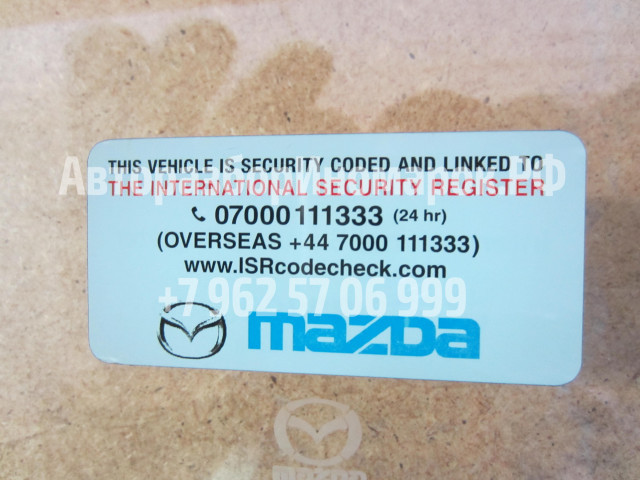 THIS VEHICLE IS SECURITY CODED AND LINKED TO
THE INTERNATIONAL SECURITY REGISTER
07000 111333 (24 hr)
(OVERSEAS +44 7000 111333)
www.ISRcodecheck.com
+7 962 57 06 999
mazda